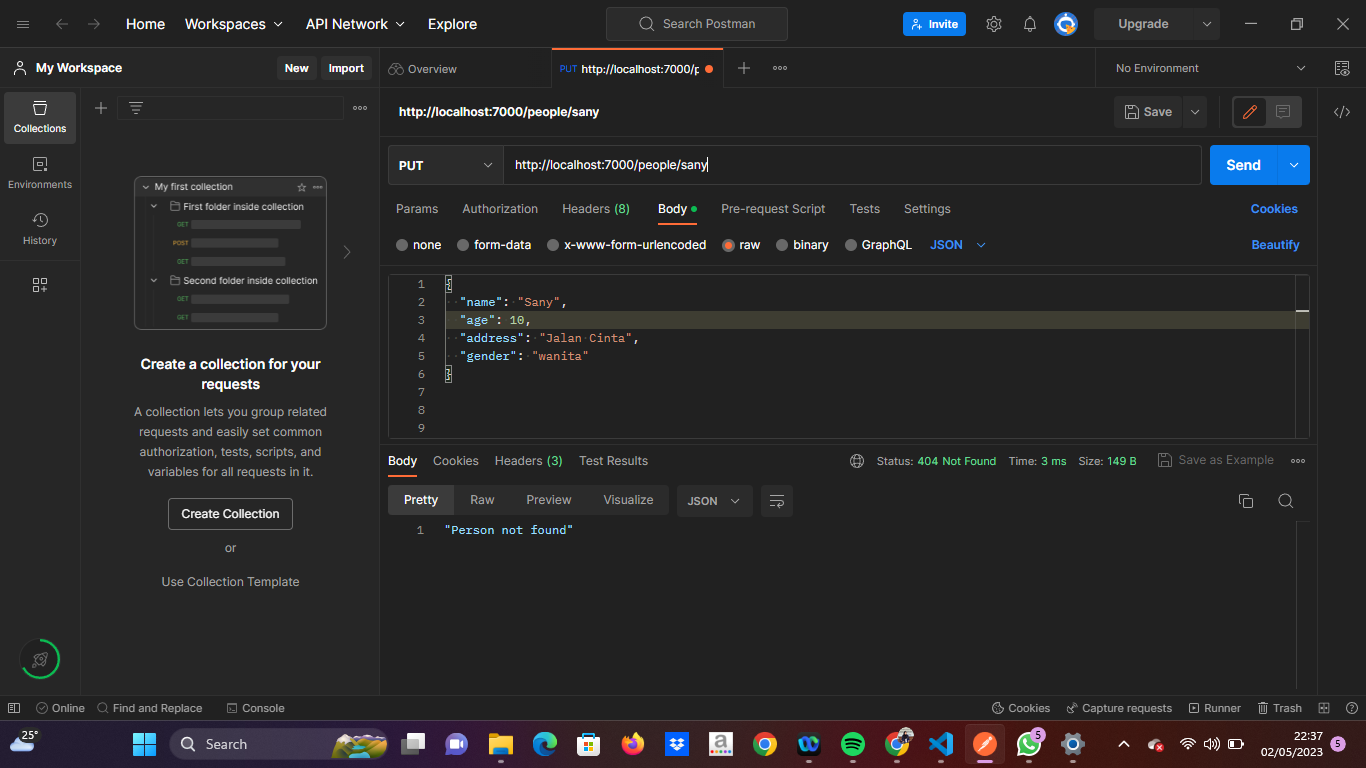 Home Workspaces API Network Explore Search Postman Invite Upgrade
My Workspace New Import Overview PUT http://localhost:7000/p No Environment
http://localhost:7000/people/sany Save
Collections
Environments
History
PUT http://localhost:7000/people/sany Send
My first collection
First folder inside collection
GET
POST
GET
Second folder inside collection
GET
GET
Create a collection for your
requests
A collection lets you group related
requests and easily set common
authorization, tests, scripts, and
variables for all requests in it.
Create Collection
or
Use Collection Template
Params Authorization Headers (8) Body Pre-request Script Tests Settings Cookies
none form-data x-www-form-urlencoded raw binary GraphQL JSON Beautify
1 {
2 "name": "Sany",
3 "age": 10,
4 "address": "Jalan Cinta",
5 "gender": "wanita"
6 }
7
8
9
Body Cookies Headers (3) Test Results Status: 404 Not Found Time: 3 ms Size: 149 B Save as Example
Pretty Raw Preview Visualize JSON
1 "Person not found"
Online Find and Replace Console Cookies Capture requests Runner Trash
25° Search a 5 22:37
02/05/2023 5